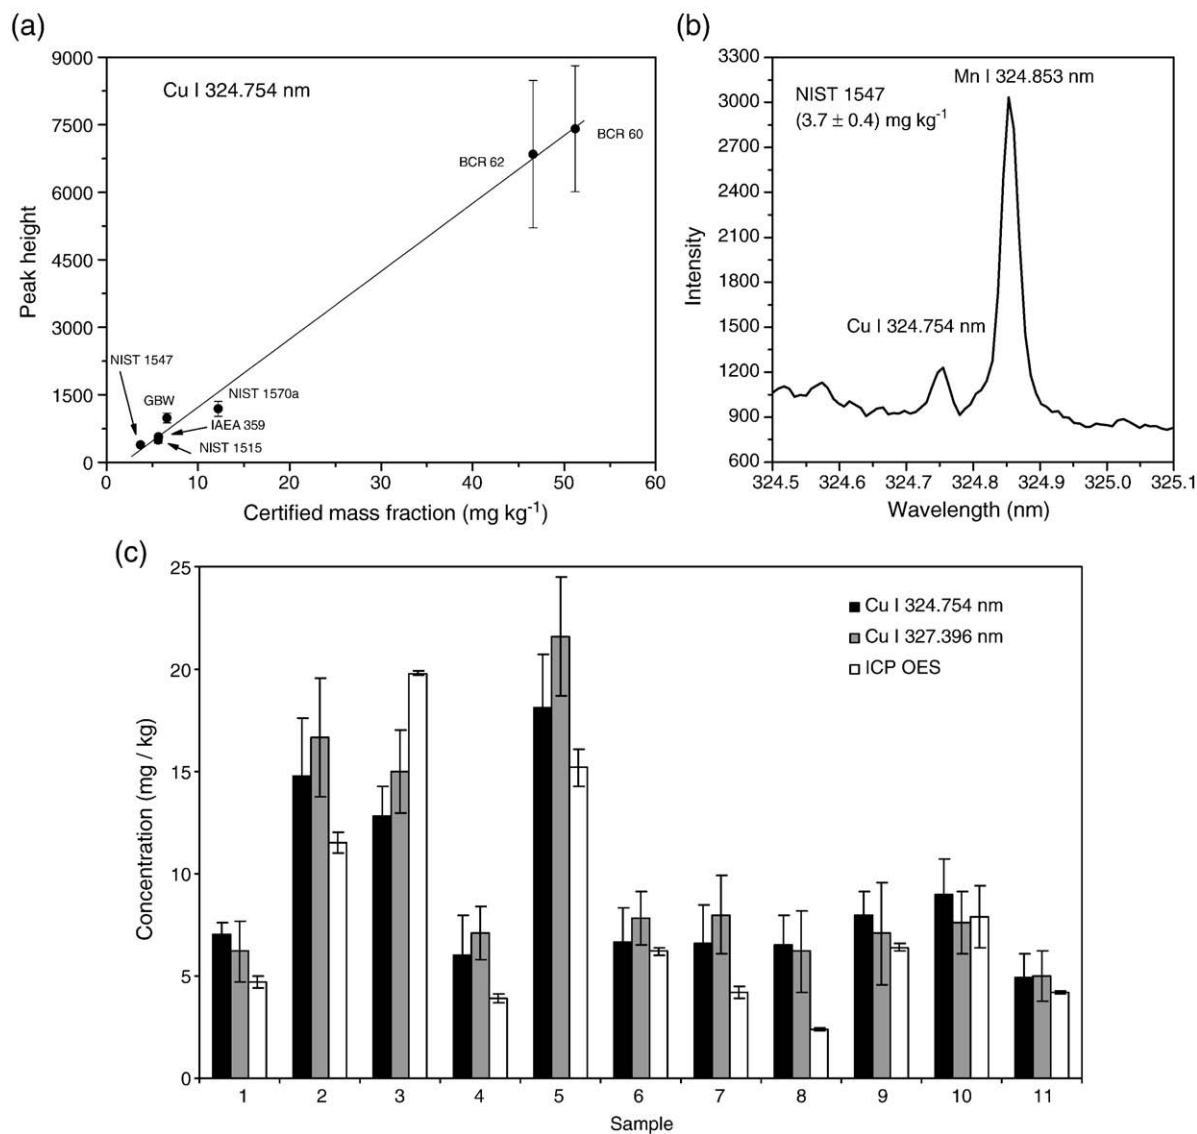 (a)
9000
7500
6000
4500
3000
1500
0
Peak height
Cu I 324.754 nm
BCR 62
BCR 60
NIST 1547
GBW
NIST 1570a
IAEA 359
NIST 1515
0 10 20 30 40 50 60
Certified mass fraction (mg kg⁻¹)
(b)
3300
3000
2700
2400
2100
1800
1500
1200
900
600
Intensity
NIST 1547
(3.7 ± 0.4) mg kg⁻¹
Mn I 324.853 nm
Cu I 324.754 nm
324.5 324.6 324.7 324.8 324.9 325.0 325.1
Wavelength (nm)
(c)
25
20
15
10
5
0
Concentration (mg / kg)
Cu I 324.754 nm
Cu I 327.396 nm
ICP OES
1 2 3 4 5 6 7 8 9 10 11
Sample